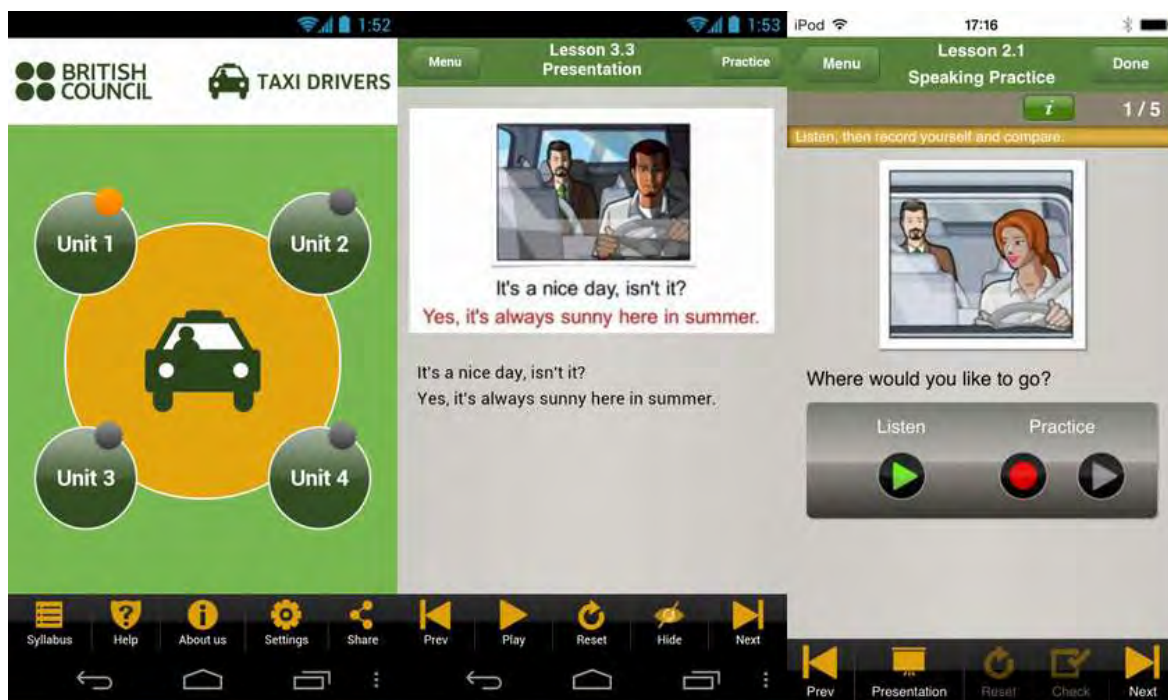 1:52
BRITISH
COUNCIL
TAXI DRIVERS
Unit 1
Unit 2
Unit 3
Unit 4
Syllabus
Help
About us
Settings
Share
1:53
Menu
Lesson 3.3
Presentation
Practice
It's a nice day, isn't it?
Yes, it's always sunny here in summer.
It's a nice day, isn't it?
Yes, it's always sunny here in summer.
Prev
Play
Reset
Hide
Next
iPod
17:16
Menu
Lesson 2.1
Speaking Practice
Done
i
1 / 5
Listen, then record yourself and compare.
Where would you like to go?
Listen
Practice
Prev
Presentation
Reset
Check
Next